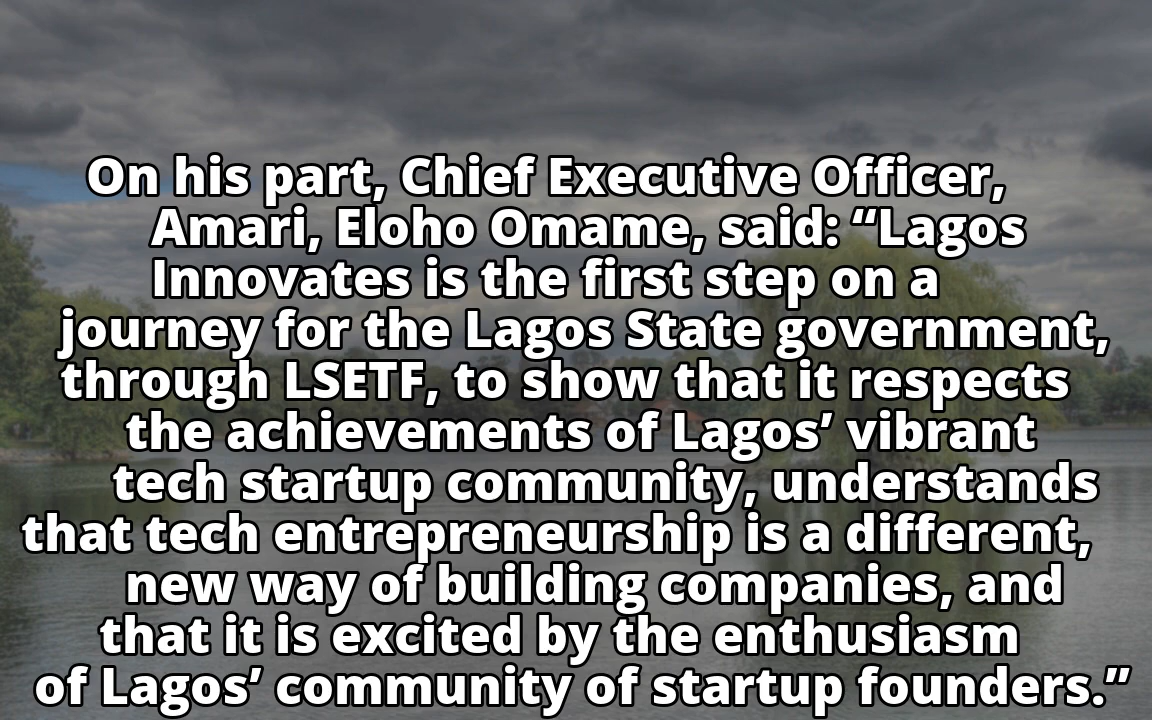 On his part, Chief Executive Officer,
Amari, Eloho Omame, said: “Lagos
Innovates is the first step on a
journey for the Lagos State government,
through LSETF, to show that it respects
the achievements of Lagos’ vibrant
tech startup community, understands
that tech entrepreneurship is a different,
new way of building companies, and
that it is excited by the enthusiasm
of Lagos’ community of startup founders.”